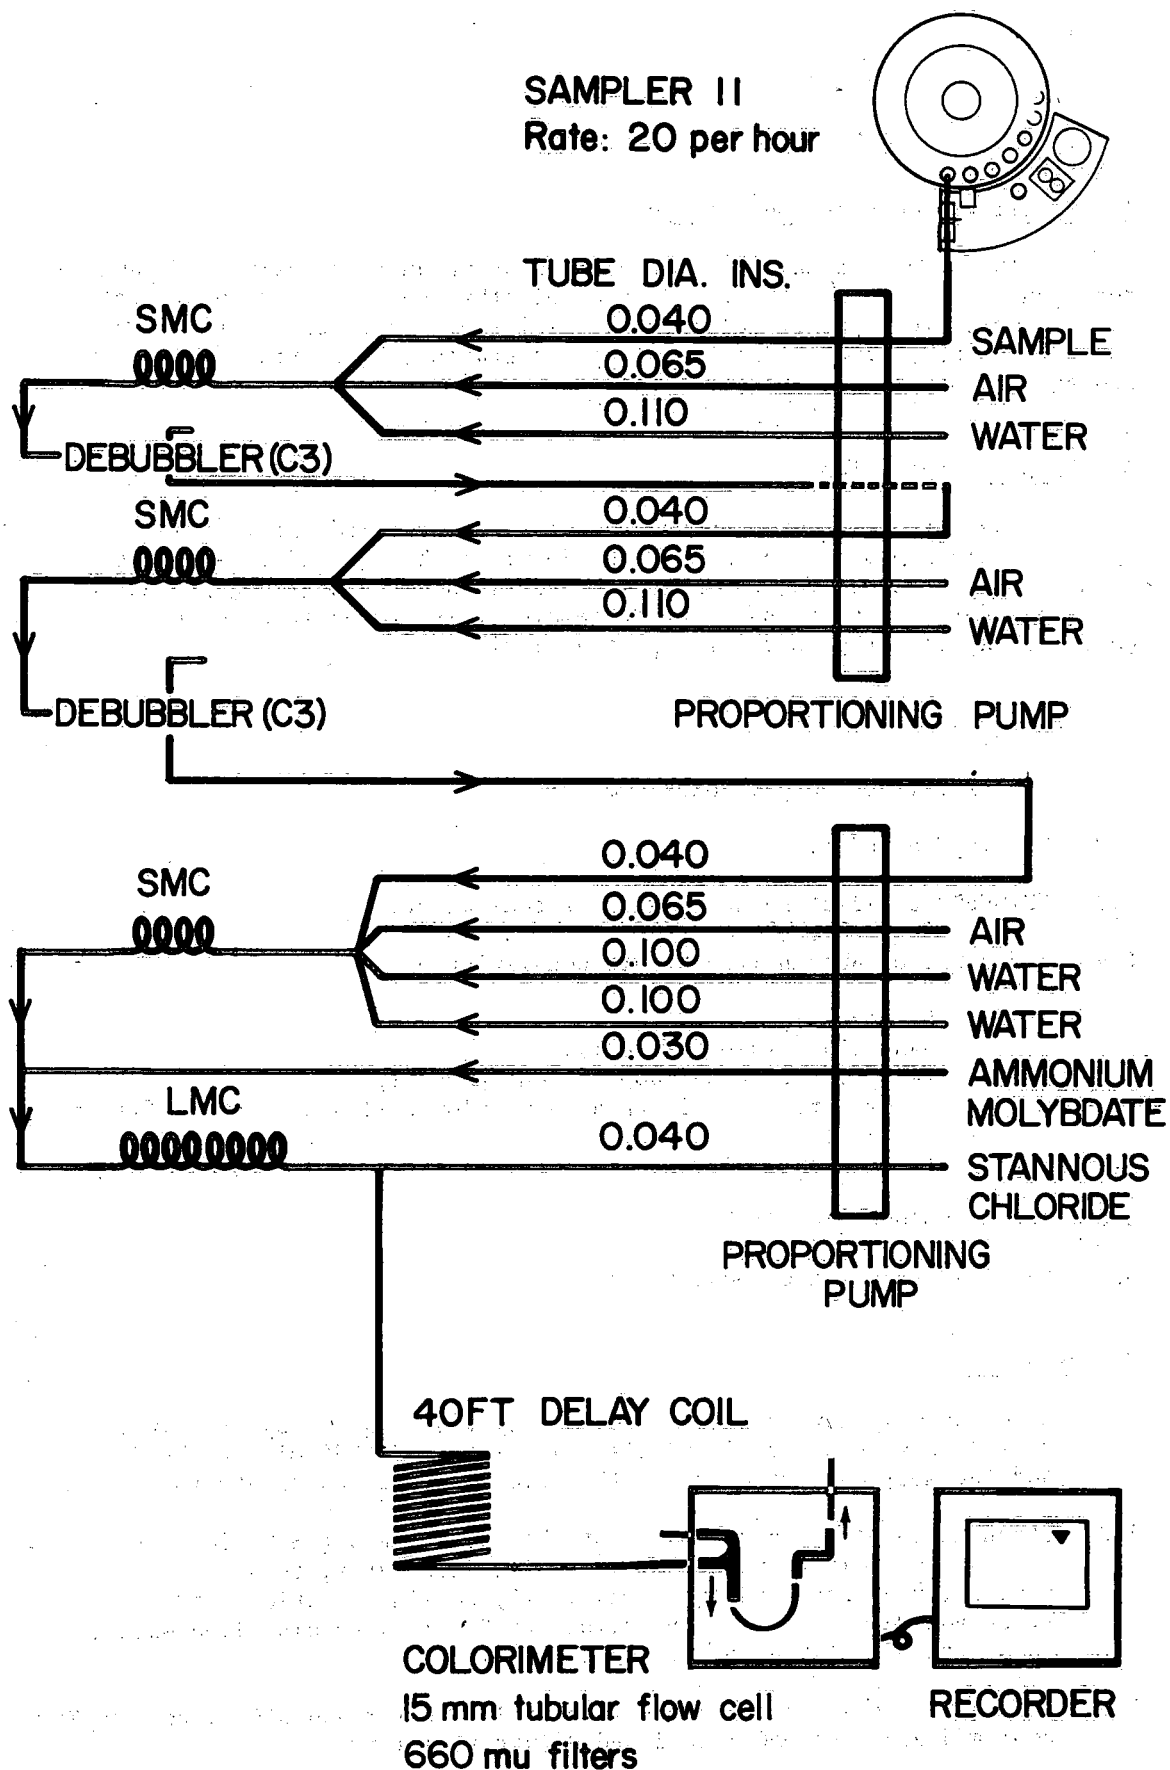 SAMPLER II
Rate: 20 per hour
TUBE DIA. INS.
SMC
0.040
SAMPLE
0.065
AIR
0.110
WATER
DEBUBBLER (C3)
SMC
0.040
0.065
AIR
0.110
WATER
DEBUBBLER (C3)
PROPORTIONING PUMP
SMC
0.040
0.065
AIR
0.100
WATER
0.100
WATER
0.030
AMMONIUM
MOLYBDATE
LMC
0.040
STANNOUS
CHLORIDE
PROPORTIONING
PUMP
40FT DELAY COIL
COLORIMETER
15 mm tubular flow cell
660 mu filters
RECORDER